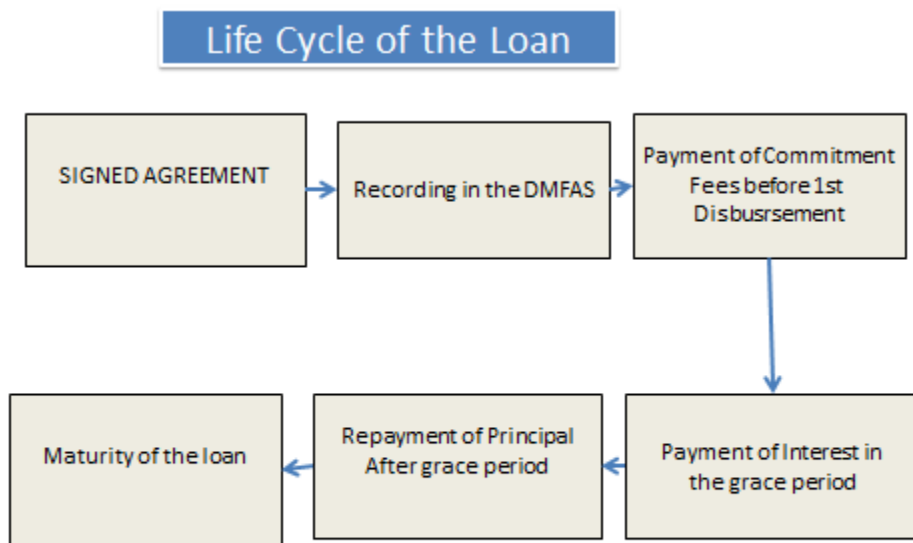 Life Cycle of the Loan
SIGNED AGREEMENT
Recording in the DMFAS
Payment of Commitment
Fees before 1st
Disbusrsement
Payment of Interest in
the grace period
Repayment of Principal
After grace period
Maturity of the loan